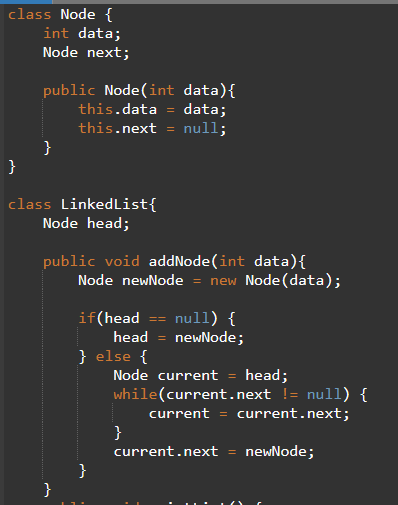 class Node {
    int data;
    Node next;

    public Node(int data){
        this.data = data;
        this.next = null;
    }
}

class LinkedList{
    Node head;

    public void addNode(int data){
        Node newNode = new Node(data);

        if(head == null) {
            head = newNode;
        } else {
            Node current = head;
            while(current.next != null) {
                current = current.next;
            }
            current.next = newNode;
        }
    }